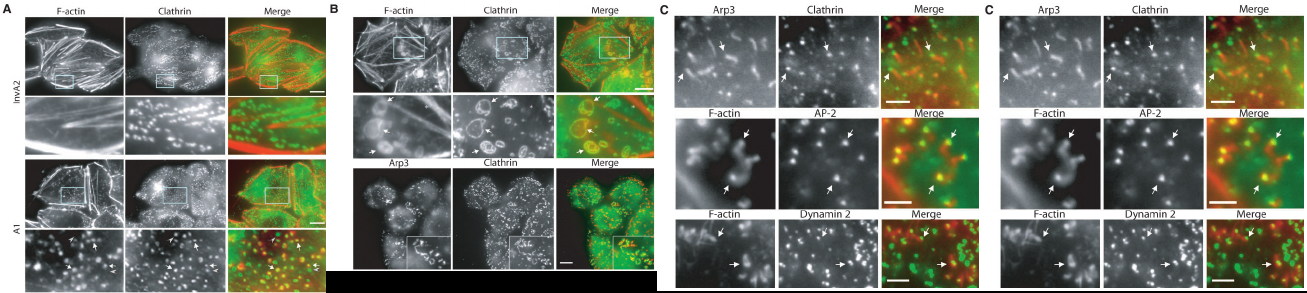 A
F-actin Clathrin Merge
InvA2
A1
B
F-actin Clathrin Merge
Arp3 Clathrin Merge
C
Arp3 Clathrin Merge
F-actin AP-2 Merge
F-actin Dynamin 2 Merge
C
Arp3 Clathrin Merge
F-actin AP-2 Merge
F-actin Dynamin 2 Merge